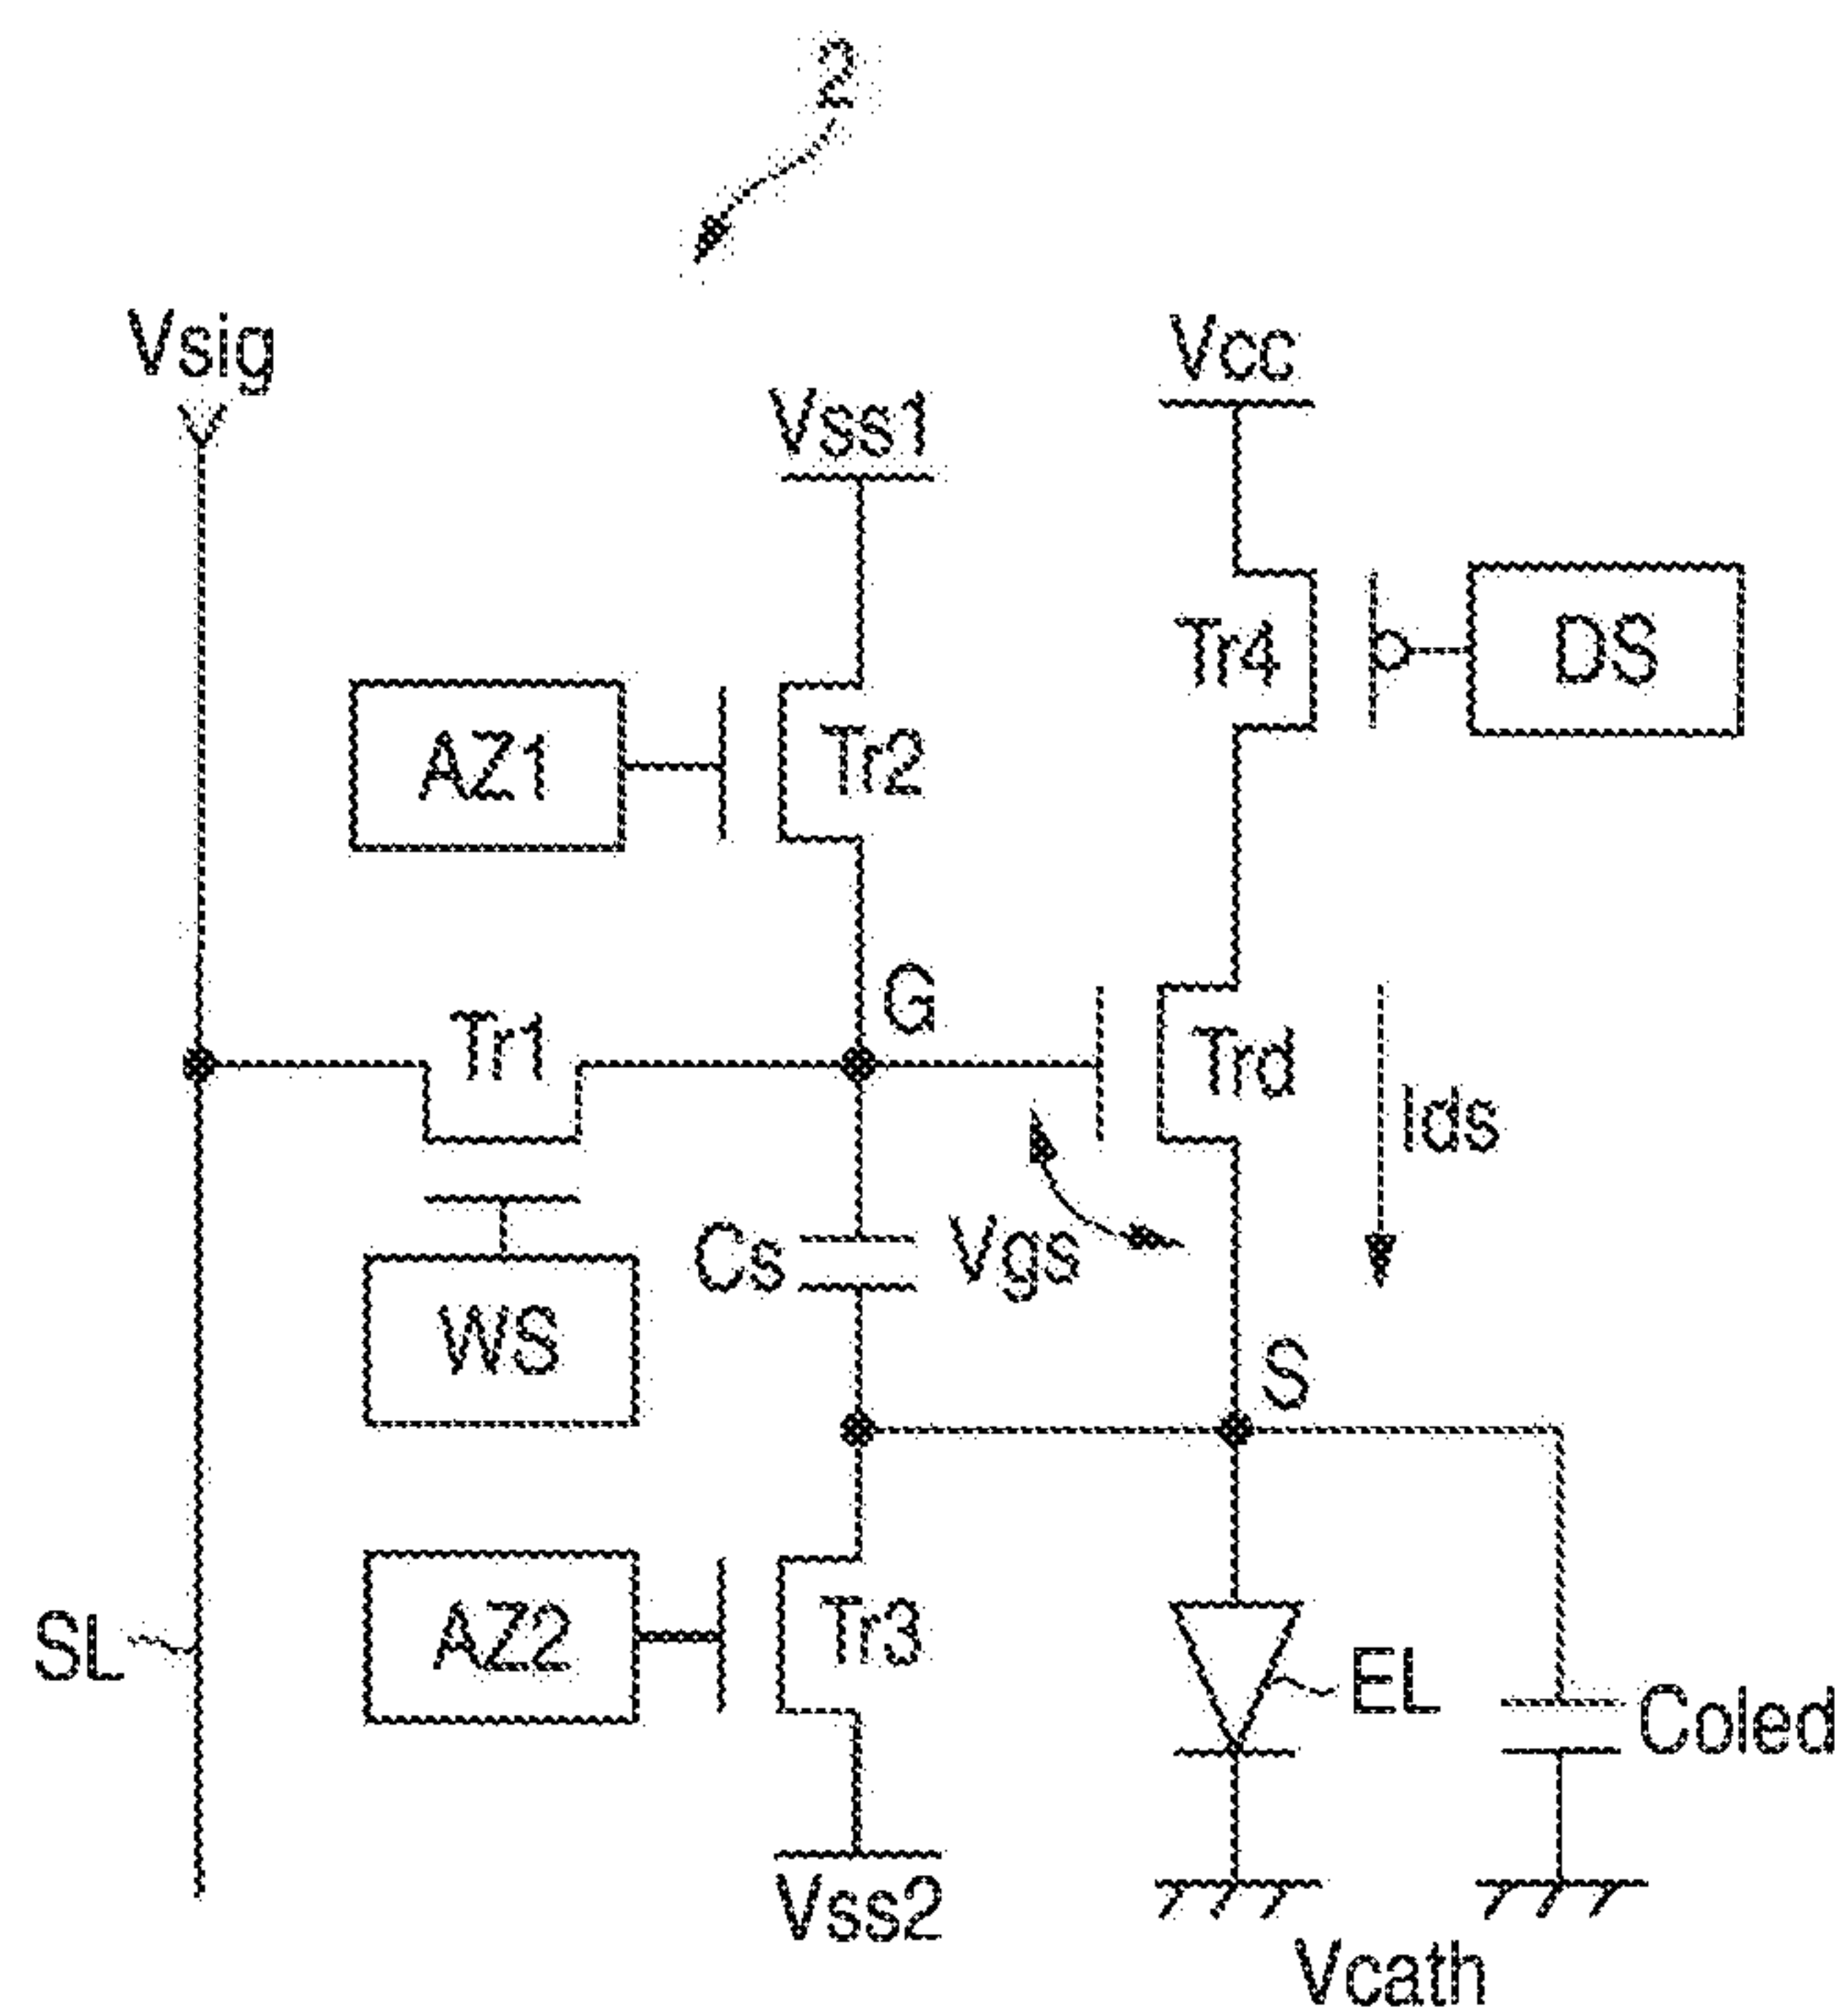 2
Vsig
Vcc
Vss1
Tr4
DS
AZ1
Tr2
G
Tr1
Trd
Ids
Cs
Vgs
WS
S
AZ2
Tr3
SL
EL
Coled
Vss2
Vcath